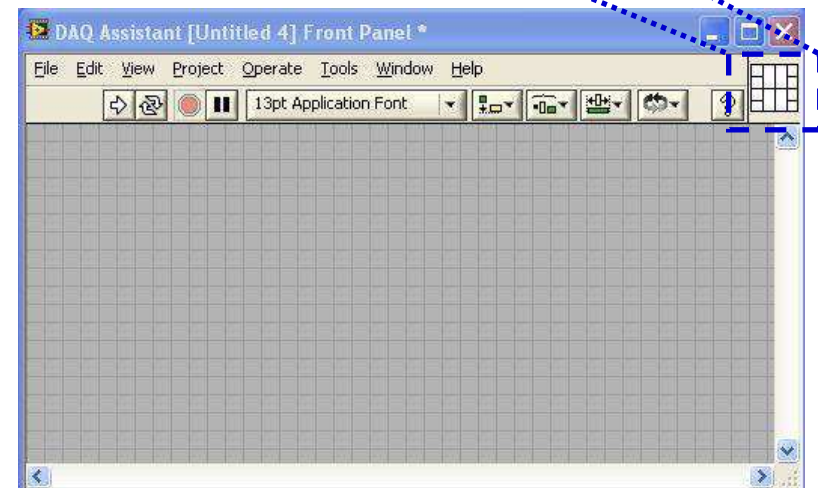 DAQ Assistant [Untitled 4] Front Panel *
File Edit View Project Operate Tools Window Help
13pt Application Font
?